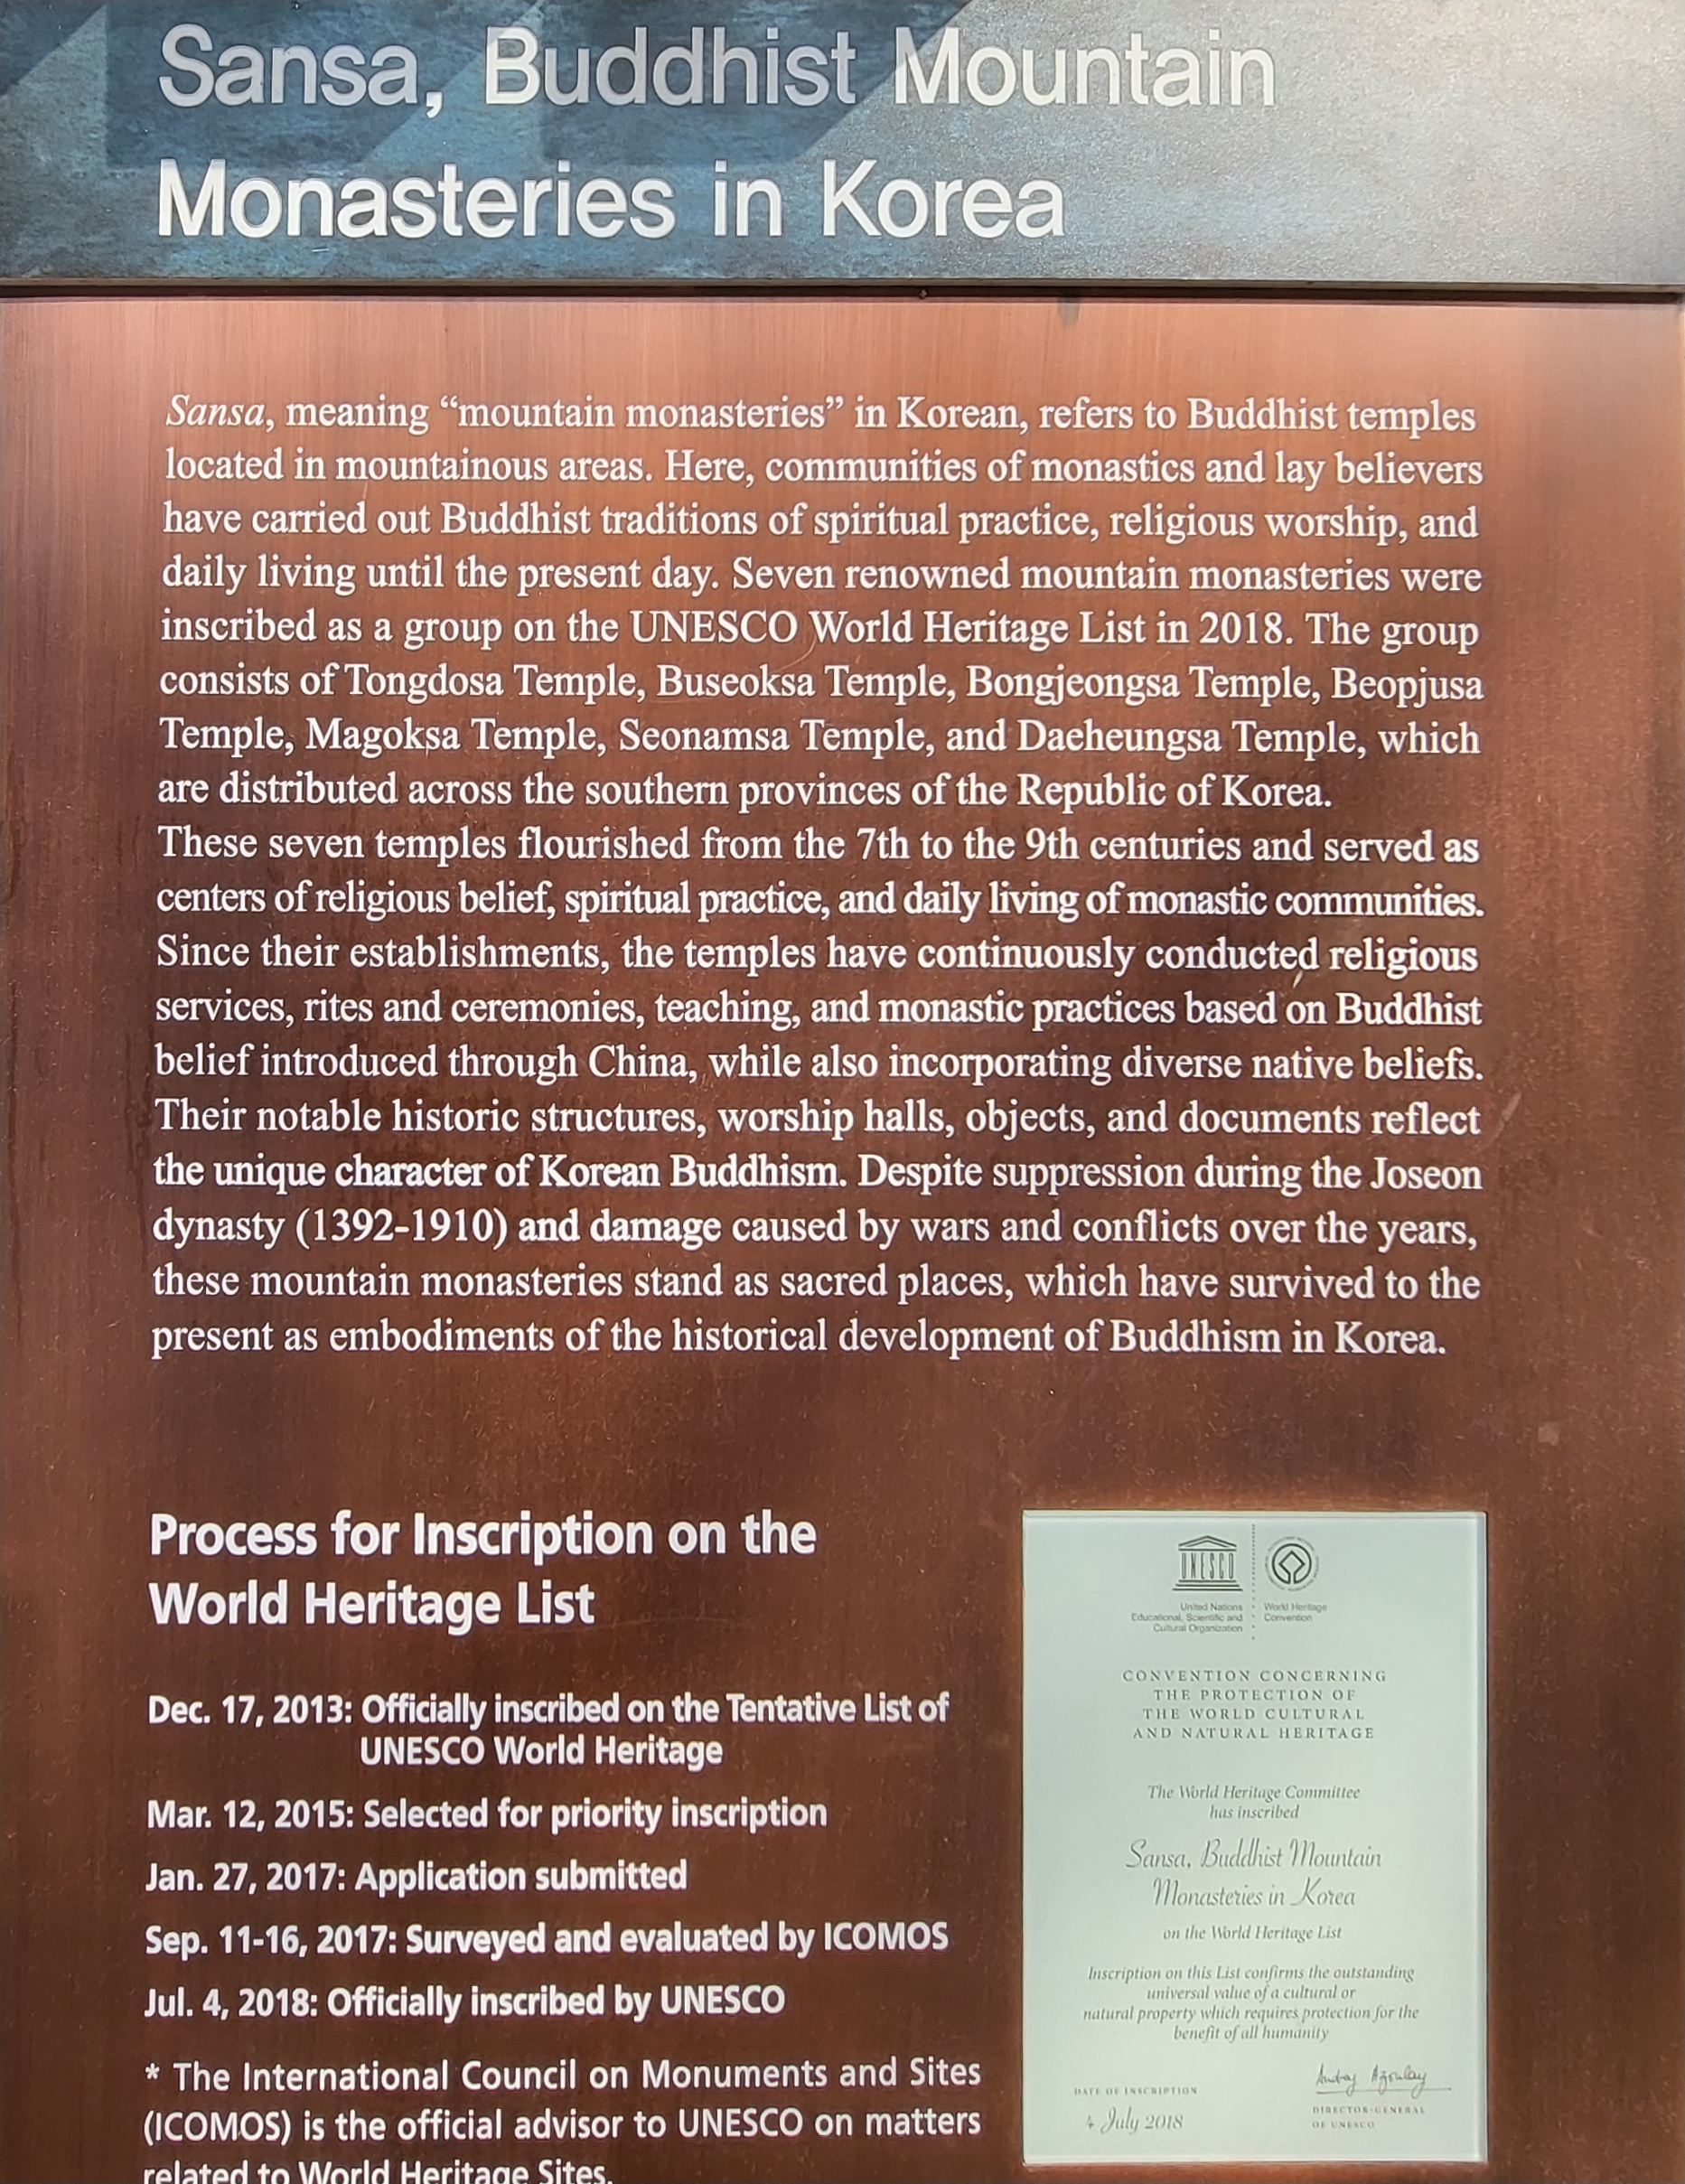 Sansa, Buddhist Mountain
Monasteries in Korea
Sansa, meaning “mountain monasteries” in Korean, refers to Buddhist temples
located in mountainous areas. Here, communities of monastics and lay believers
have carried out Buddhist traditions of spiritual practice, religious worship, and
daily living until the present day. Seven renowned mountain monasteries were
inscribed as a group on the UNESCO World Heritage List in 2018. The group
consists of Tongdosa Temple, Buseoksa Temple, Bongjeongsa Temple, Beopjusa
Temple, Magoksa Temple, Seonamsa Temple, and Daeheungsa Temple, which
are distributed across the southern provinces of the Republic of Korea.
These seven temples flourished from the 7th to the 9th centuries and served as
centers of religious belief, spiritual practice, and daily living of monastic communities.
Since their establishments, the temples have continuously conducted religious
services, rites and ceremonies, teaching, and monastic practices based on Buddhist
belief introduced through China, while also incorporating diverse native beliefs.
Their notable historic structures, worship halls, objects, and documents reflect
the unique character of Korean Buddhism. Despite suppression during the Joseon
dynasty (1392-1910) and damage caused by wars and conflicts over the years,
these mountain monasteries stand as sacred places, which have survived to the
present as embodiments of the historical development of Buddhism in Korea.
Process for Inscription on the
World Heritage List
Dec. 17, 2013: Officially inscribed on the Tentative List of
UNESCO World Heritage
Mar. 12, 2015: Selected for priority inscription
Jan. 27, 2017: Application submitted
Sep. 11-16, 2017: Surveyed and evaluated by ICOMOS
Jul. 4, 2018: Officially inscribed by UNESCO
* The International Council on Monuments and Sites
(ICOMOS) is the official advisor to UNESCO on matters
related to World Heritage Sites.
UNESCO
United Nations
Educational, Scientific and
Cultural Organization
World Heritage
Convention
CONVENTION CONCERNING
THE PROTECTION OF
THE WORLD CULTURAL
AND NATURAL HERITAGE
The World Heritage Committee
has inscribed
Sansa, Buddhist Mountain
Monasteries in Korea
on the World Heritage List
Inscription on this List confirms the outstanding
universal value of a cultural or
natural property which requires protection for the
benefit of all humanity
DATE OF INSCRIPTION
4 July 2018
Audrey Azoulay
DIRECTOR-GENERAL
OF UNESCO